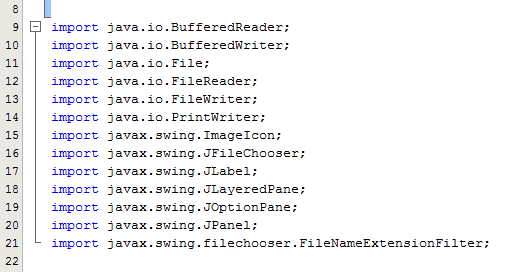 8
9 import java.io.BufferedReader;
10 import java.io.BufferedWriter;
11 import java.io.File;
12 import java.io.FileReader;
13 import java.io.FileWriter;
14 import java.io.PrintWriter;
15 import javax.swing.ImageIcon;
16 import javax.swing.JFileChooser;
17 import javax.swing.JLabel;
18 import javax.swing.JLayeredPane;
19 import javax.swing.JOptionPane;
20 import javax.swing.JPanel;
21 import javax.swing.filechooser.FileNameExtensionFilter;
22